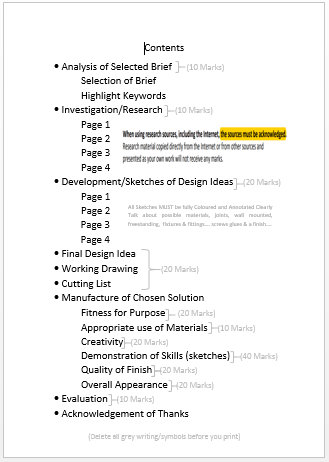 Contents
• Analysis of Selected Brief (10 Marks)
Selection of Brief
Highlight Keywords
• Investigation/Research (10 Marks)
Page 1
Page 2
Page 3
Page 4
When using research sources, including the Internet, the sources must be acknowledged.
Research material copied directly from the Internet or from other sources and
presented as your own work will not receive any marks.
• Development/Sketches of Design Ideas (20 Marks)
Page 1
Page 2
Page 3
Page 4
All Sketches MUST be fully Coloured and Annotated Clearly
Talk about possible materials, joints, wall mounted,
freestanding, fixtures & fittings... screws glues & a finish....
• Final Design Idea
• Working Drawing (20 Marks)
• Cutting List
• Manufacture of Chosen Solution
Fitness for Purpose (20 Marks)
Appropriate use of Materials (10 Marks)
Creativity (20 Marks)
Demonstration of Skills (sketches) (40 Marks)
Quality of Finish (20 Marks)
Overall Appearance (20 Marks)
• Evaluation (10 Marks)
• Acknowledgement of Thanks
(Delete all grey writing/symbols before you print)